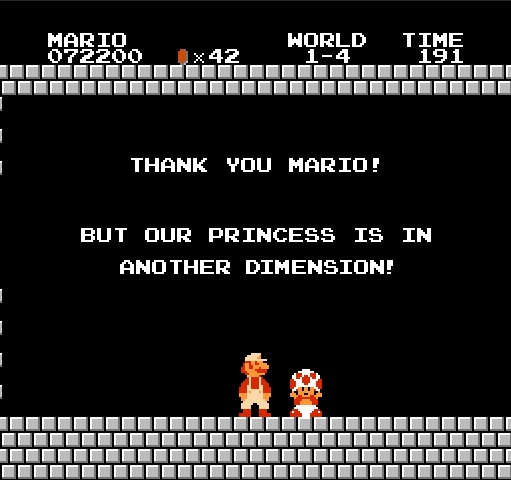 MARIO WORLD TIME
072200 ×42 1-4 191
THANK YOU MARIO!
BUT OUR PRINCESS IS IN
ANOTHER DIMENSION!